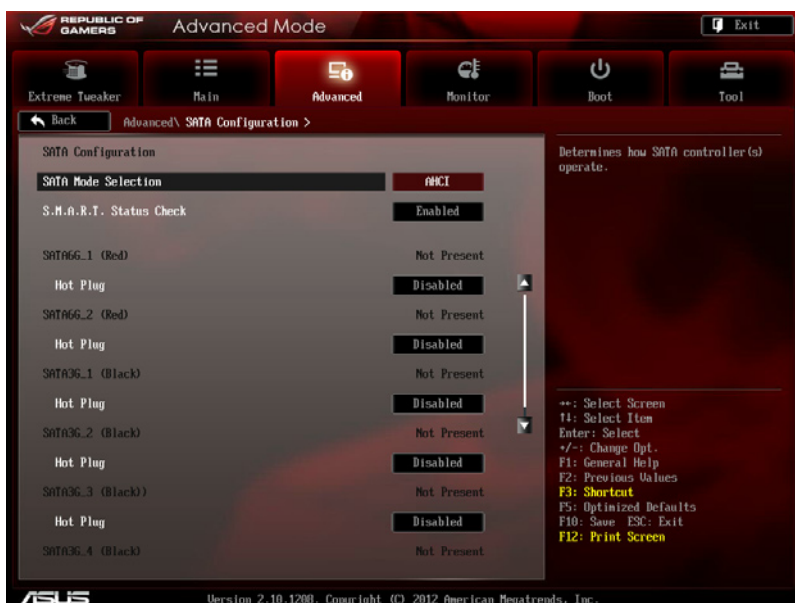 REPUBLIC OF
GAMERS
Advanced Mode
Exit
Extreme Tweaker
Main
Advanced
Monitor
Boot
Tool
Back
Advanced\ SATA Configuration >
SATA Configuration
SATA Mode Selection AHCI
S.M.A.R.T. Status Check Enabled
SATA6G_1 (Red) Not Present
Hot Plug Disabled
SATA6G_2 (Red) Not Present
Hot Plug Disabled
SATA3G_1 (Black) Not Present
Hot Plug Disabled
SATA3G_2 (Black) Not Present
Hot Plug Disabled
SATA3G_3 (Black)) Not Present
Hot Plug Disabled
SATA3G_4 (Black) Not Present
Determines how SATA controller(s)
operate.
→←: Select Screen
↑↓: Select Item
Enter: Select
+/-: Change Opt.
F1: General Help
F2: Previous Values
F3: Shortcut
F5: Optimized Defaults
F10: Save ESC: Exit
F12: Print Screen
ASUS
Version 2.10.1208. Copyright (C) 2012 American Megatrends, Inc.